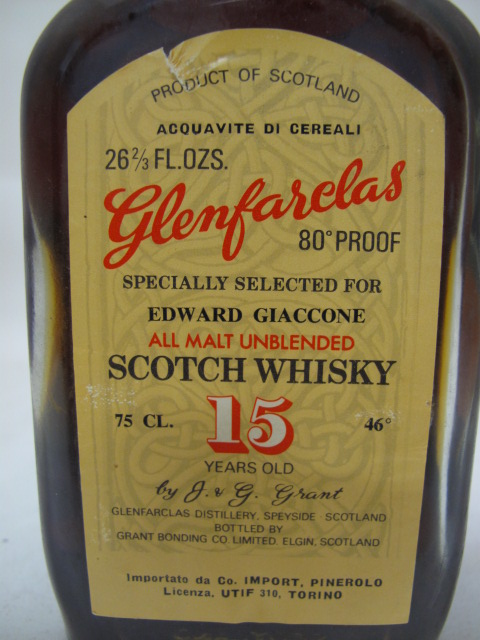 PRODUCT OF SCOTLAND
ACQUAVITE DI CEREALI
26 2/3 FL.OZS.
Glenfarclas
80° PROOF
SPECIALLY SELECTED FOR
EDWARD GIACCONE
ALL MALT UNBLENDED
SCOTCH WHISKY
75 CL. 15 46°
YEARS OLD
by J. & G. Grant
GLENFARCLAS DISTILLERY, SPEYSIDE · SCOTLAND
BOTTLED BY
GRANT BONDING CO. LIMITED. ELGIN, SCOTLAND
Importato da Co. IMPORT, PINEROLO
Licenza, UTIF 310, TORINO